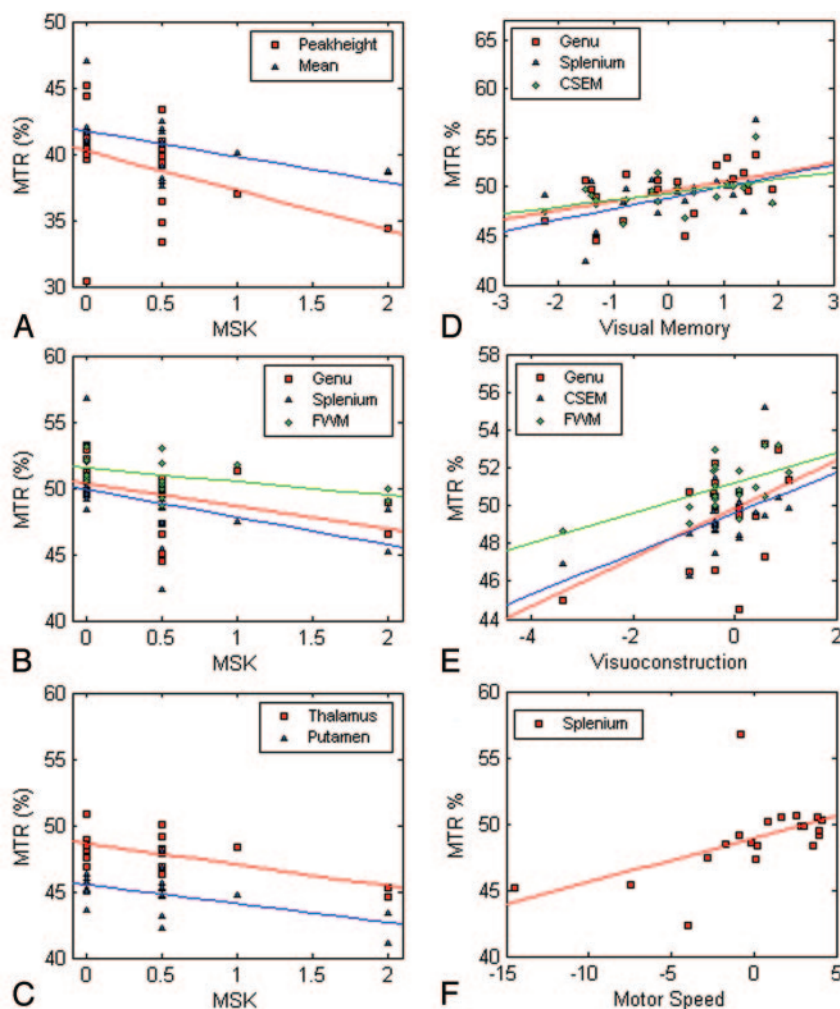 50
45
40
35
30
MTR (%)
Peakheight
Mean
0
0.5
1
1.5
2
MSK
A
60
55
50
45
40
MTR (%)
Genu
Splenium
FWM
0
0.5
1
1.5
2
MSK
B
60
55
50
45
40
MTR (%)
Thalamus
Putamen
0
0.5
1
1.5
2
MSK
C
65
60
55
50
45
40
MTR %
Genu
Splenium
CSEM
-3
-2
-1
0
1
2
3
Visual Memory
D
58
56
54
52
50
48
46
44
MTR %
Genu
CSEM
FWM
-4
-2
0
2
Visuoconstruction
E
60
55
50
45
40
MTR %
Splenium
-15
-10
-5
0
5
Motor Speed
F